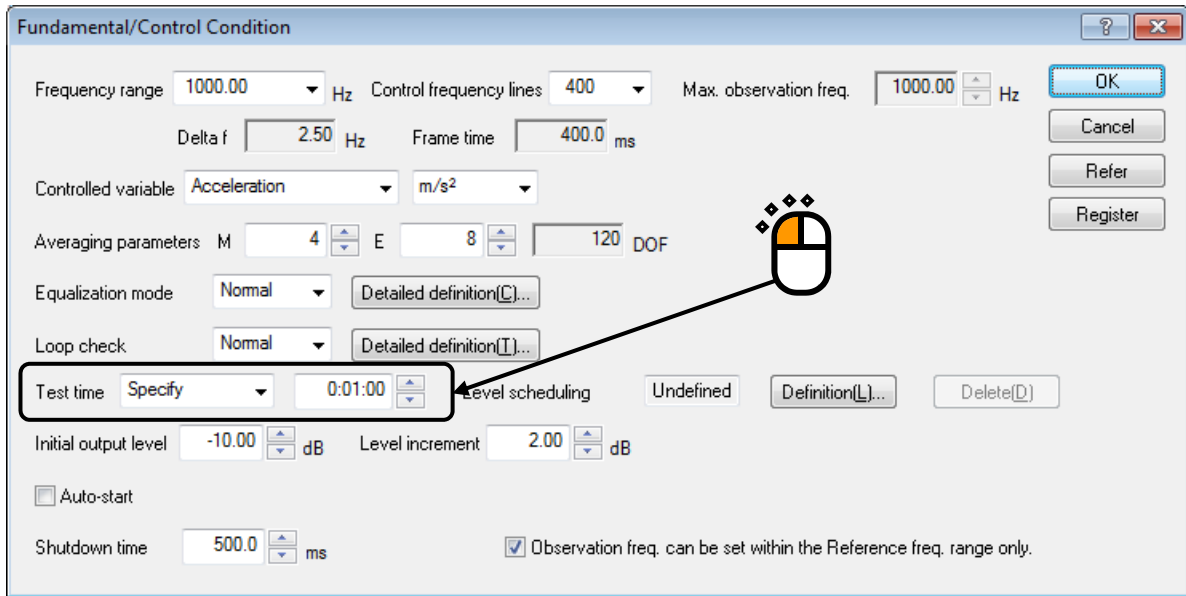 Fundamental/Control Condition
Frequency range 1000.00 Hz Control frequency lines 400 Max. observation freq. 1000.00 Hz OK
Delta f 2.50 Hz Frame time 400.0 ms Cancel
Controlled variable Acceleration m/s² Refer
Register
Averaging parameters M 4 E 8 120 DOF
Equalization mode Normal Detailed definition(C)...
Loop check Normal Detailed definition(T)...
Test time Specify 0:01:00 Level scheduling Undefined Definition(L)... Delete(D)
Initial output level -10.00 dB Level increment 2.00 dB
Auto-start
Shutdown time 500.0 ms Observation freq. can be set within the Reference freq. range only.